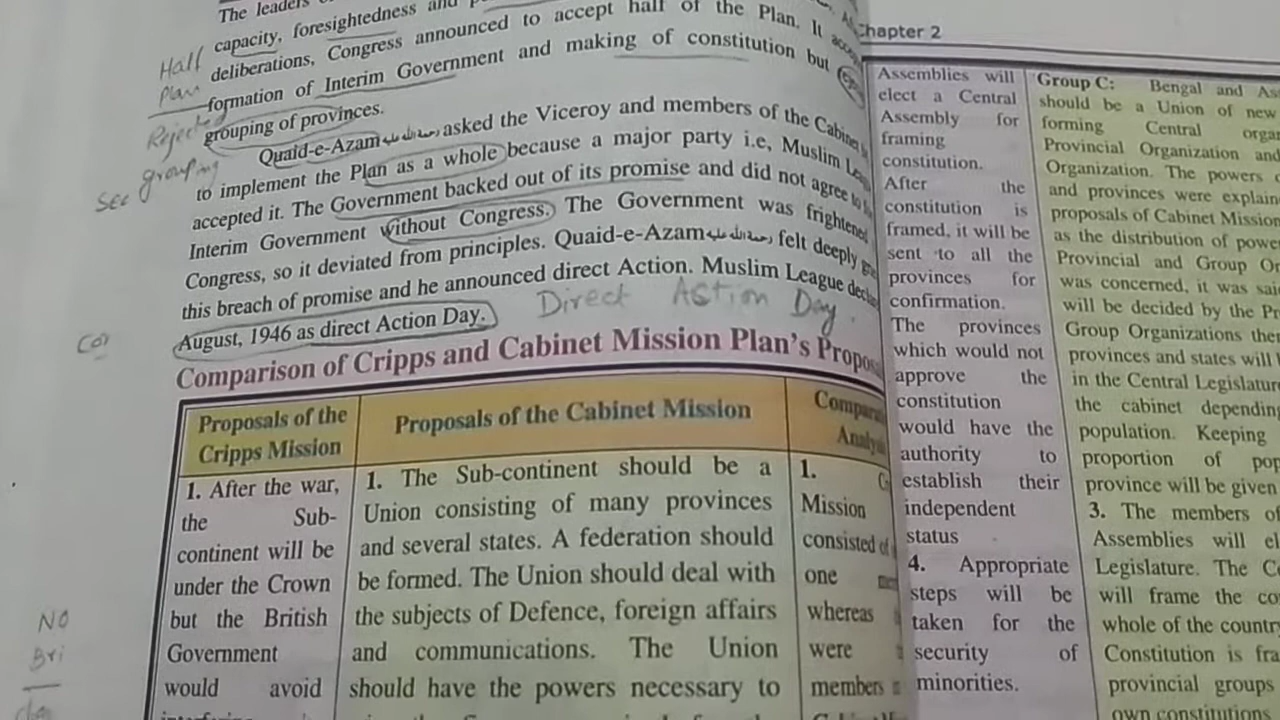 The leaders
capacity, foresightedness and
deliberations, Congress announced to accept half of the Plan. It
formation of Interim Government and making of constitution but
grouping of provinces.
Quaid-e-Azam asked the Viceroy and members of the Cabinet
to implement the Plan as a whole because a major party i.e, Muslim
accepted it. The Government backed out of its promise and did not agree to
Interim Government without Congress. The Government was frightened
Congress, so it deviated from principles. Quaid-e-Azam felt deeply
this breach of promise and he announced direct Action. Muslim League
August, 1946 as direct Action Day.
Direct Action Day.
Half
Plan
Rejected
grouping
Comparison of Cripps and Cabinet Mission Plan's
Proposals of the
Cripps Mission
Proposals of the Cabinet Mission
1. After the war,
the Sub-
continent will be
under the Crown
but the British
Government
would avoid
1. The Sub-continent should be a
Union consisting of many provinces
and several states. A federation should
be formed. The Union should deal with
the subjects of Defence, foreign affairs
and communications. The Union
should have the powers necessary to
1.
Mission
consisted of
one
whereas
were
members
NO
Bri
Chapter 2
Assemblies will
elect a Central
Assembly for
framing
constitution.
After the
constitution is
framed, it will be
sent to all the
provinces for
confirmation.
The provinces
which would not
approve the
constitution
would have the
authority to
establish their
independent
status
4. Appropriate
steps will be
taken for the
security of
minorities.
Group C: Bengal and
should be a Union of new
forming Central
Provincial Organization and
Organization. The powers
and provinces were
proposals of Cabinet Mission
as the distribution of
Provincial and Group
was concerned, it was
will be decided by the
Group Organizations
provinces and states will
in the Central
the cabinet
population. Keeping
proportion of
province will be given
3. The members of
Assemblies will
Legislature. The
will frame the
whole of the
Constitution is
provincial groups
own constitutions